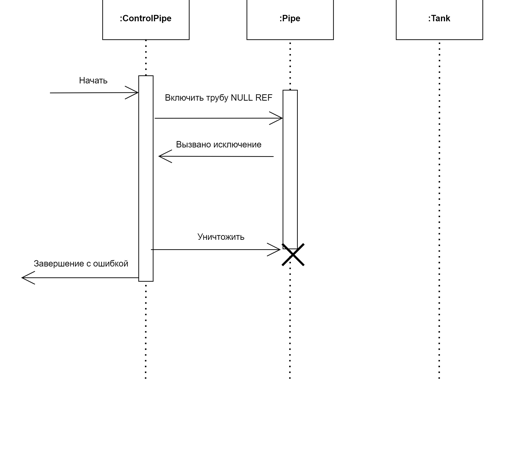 :ControlPipe
:Pipe
:Tank
Начать
Включить трубу NULL REF
Вызвано исключение
Уничтожить
Завершение с ошибкой